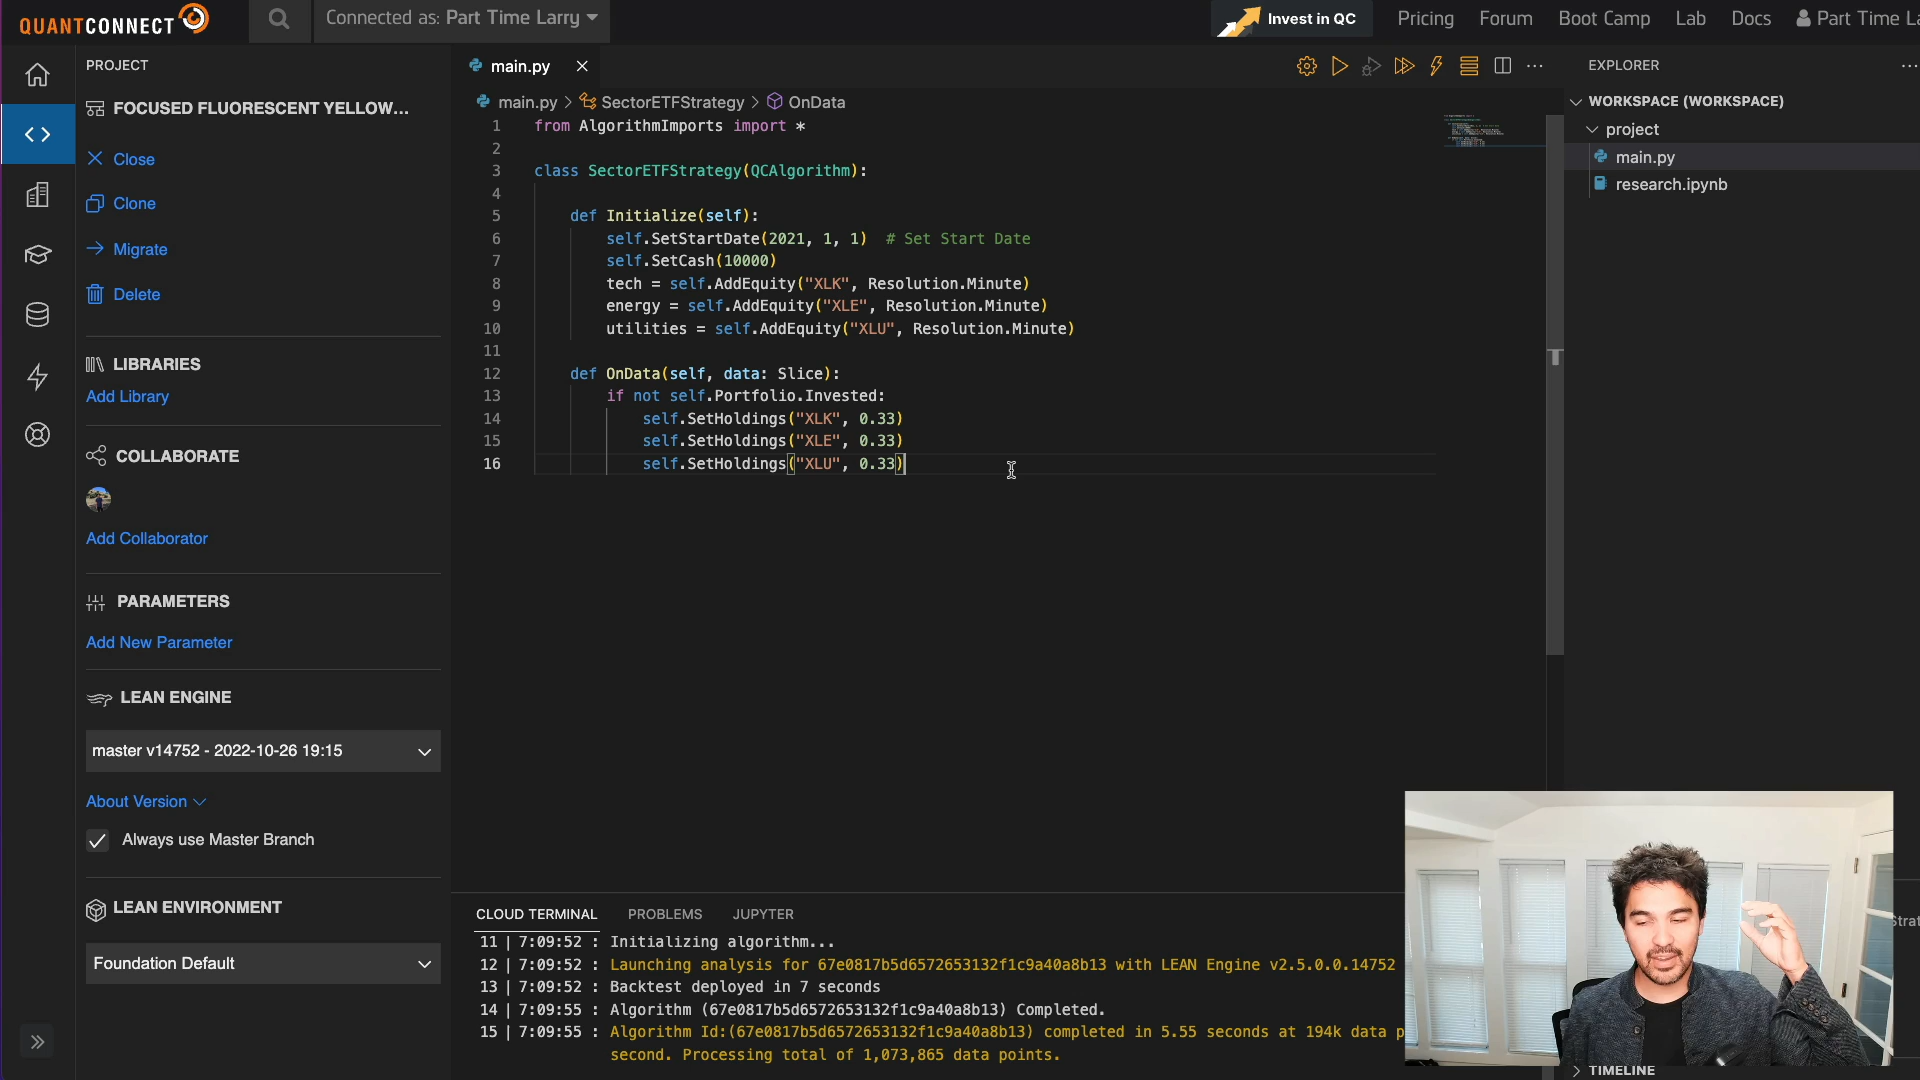 QUANTCONNECT
Connected as: Part Time Larry
Invest in QC
Pricing
Forum
Boot Camp
Lab
Docs
Part Time La
PROJECT
FOCUSED FLUORESCENT YELLOW...
Close
Clone
Migrate
Delete
LIBRARIES
Add Library
COLLABORATE
Add Collaborator
PARAMETERS
Add New Parameter
LEAN ENGINE
master v14752 - 2022-10-26 19:15
About Version
Always use Master Branch
LEAN ENVIRONMENT
Foundation Default
main.py
main.py > SectorETFStrategy > OnData
1 from AlgorithmImports import *
2
3 class SectorETFStrategy(QCAlgorithm):
4
5 def Initialize(self):
6 self.SetStartDate(2021, 1, 1) # Set Start Date
7 self.SetCash(10000)
8 tech = self.AddEquity("XLK", Resolution.Minute)
9 energy = self.AddEquity("XLE", Resolution.Minute)
10 utilities = self.AddEquity("XLU", Resolution.Minute)
11
12 def OnData(self, data: Slice):
13 if not self.Portfolio.Invested:
14 self.SetHoldings("XLK", 0.33)
15 self.SetHoldings("XLE", 0.33)
16 self.SetHoldings("XLU", 0.33)
CLOUD TERMINAL
PROBLEMS
JUPYTER
11 | 7:09:52 : Initializing algorithm...
12 | 7:09:52 : Launching analysis for 67e0817b5d6572653132f1c9a40a8b13 with LEAN Engine v2.5.0.0.14752
13 | 7:09:52 : Backtest deployed in 7 seconds
14 | 7:09:55 : Algorithm (67e0817b5d6572653132f1c9a40a8b13) Completed.
15 | 7:09:55 : Algorithm Id:(67e0817b5d6572653132f1c9a40a8b13) completed in 5.55 seconds at 194k data p
second. Processing total of 1,073,865 data points.
EXPLORER
WORKSPACE (WORKSPACE)
project
main.py
research.ipynb
Strat
TIMELINE